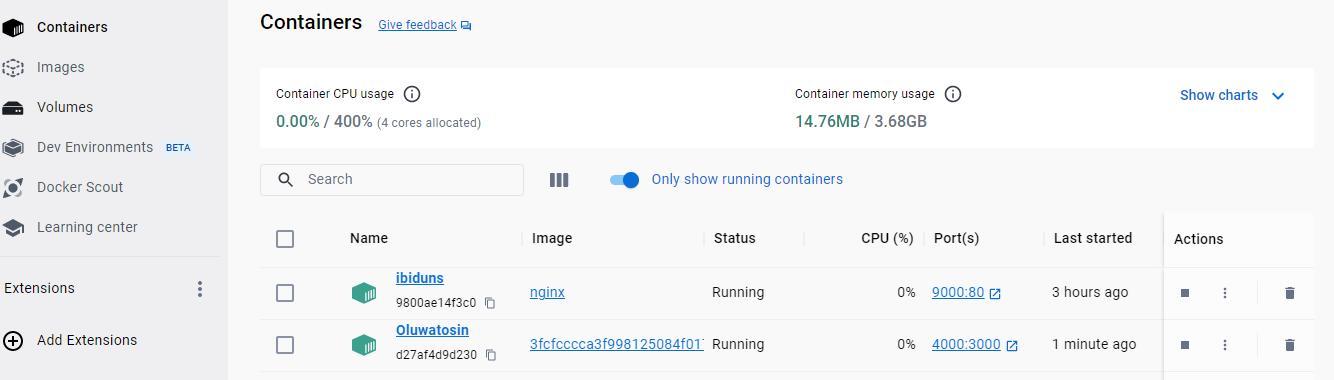 Containers
Images
Volumes
Dev Environments BETA
Docker Scout
Learning center
Extensions
Add Extensions
Containers Give feedback
Container CPU usage
0.00% / 400% (4 cores allocated)
Container memory usage
14.76MB / 3.68GB
Show charts
Search
Only show running containers
Name Image Status CPU (%) Port(s) Last started Actions
ibiduns
9800ae14f3c0
nginx Running 0% 9000:80 3 hours ago
Oluwatosin
d27af4d9d230
3fcfcccca3f998125084f01 Running 0% 4000:3000 1 minute ago